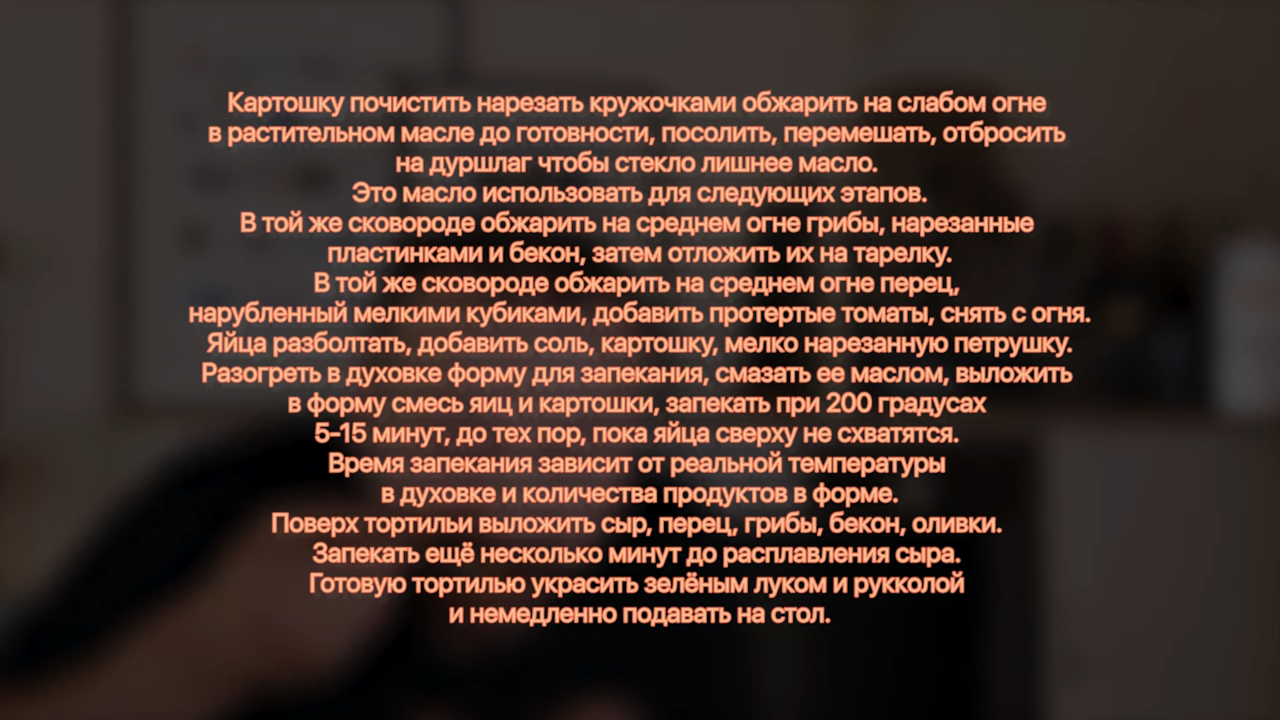 Картошку почистить нарезать кружочками обжарить на слабом огне
в растительном масле до готовности, посолить, перемешать, отбросить
на дуршлаг чтобы стекло лишнее масло.
Это масло использовать для следующих этапов.
В той же сковороде обжарить на среднем огне грибы, нарезанные
пластинками и бекон, затем отложить их на тарелку.
В той же сковороде обжарить на среднем огне перец,
нарубленный мелкими кубиками, добавить протертые томаты, снять с огня.
Яйца разболтать, добавить соль, картошку, мелко нарезанную петрушку.
Разогреть в духовке форму для запекания, смазать ее маслом, выложить
в форму смесь яиц и картошки, запекать при 200 градусах
5-15 минут, до тех пор, пока яйца сверху не схватятся.
Время запекания зависит от реальной температуры
в духовке и количества продуктов в форме.
Поверх тортильи выложить сыр, перец, грибы, бекон, оливки.
Запекать ещё несколько минут до расплавления сыра.
Готовую тортилью украсить зелёным луком и рукколой
и немедленно подавать на стол.